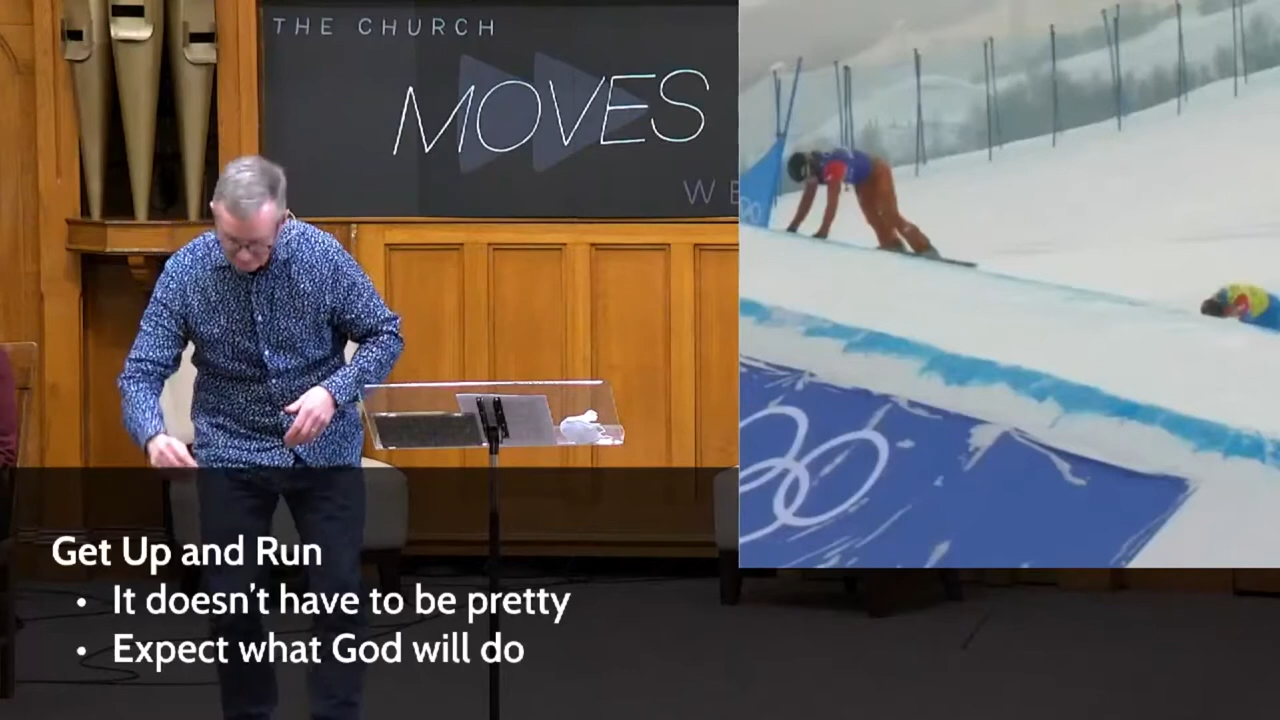 THE CHURCH
MOVES
WE
20
Get Up and Run
• It doesn't have to be pretty
• Expect what God will do